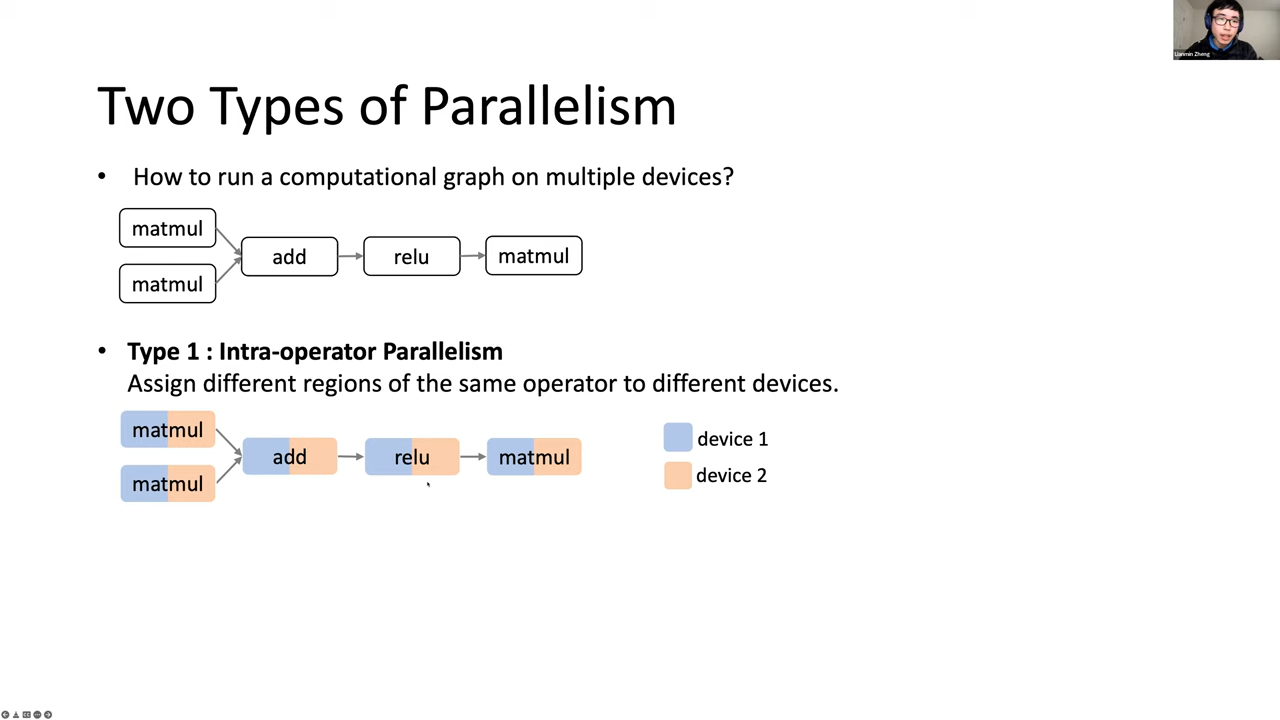 Lianmin Zheng
Two Types of Parallelism
• How to run a computational graph on multiple devices?
matmul
matmul
add
relu
matmul
• Type 1 : Intra-operator Parallelism
Assign different regions of the same operator to different devices.
matmul
matmul
add
relu
matmul
device 1
device 2